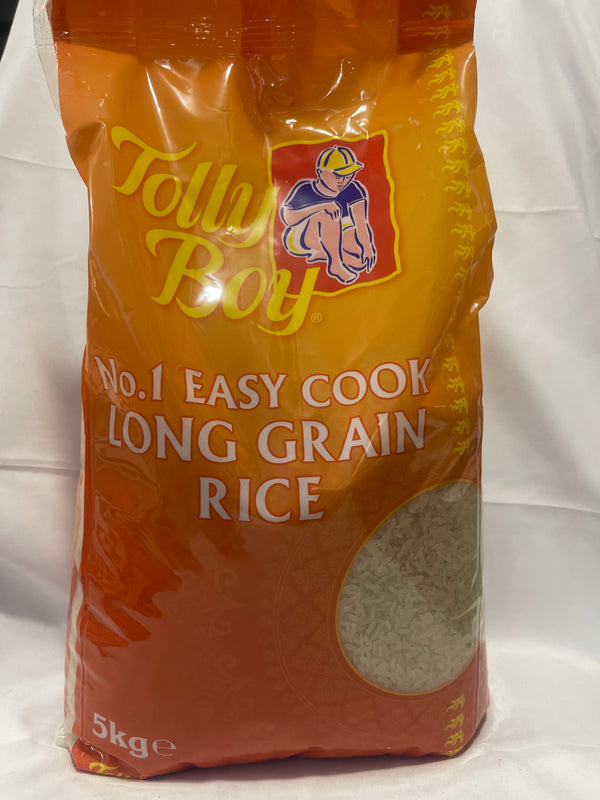 Tolly
Boy®
No.1 EASY COOK
LONG GRAIN
RICE
5kg℮